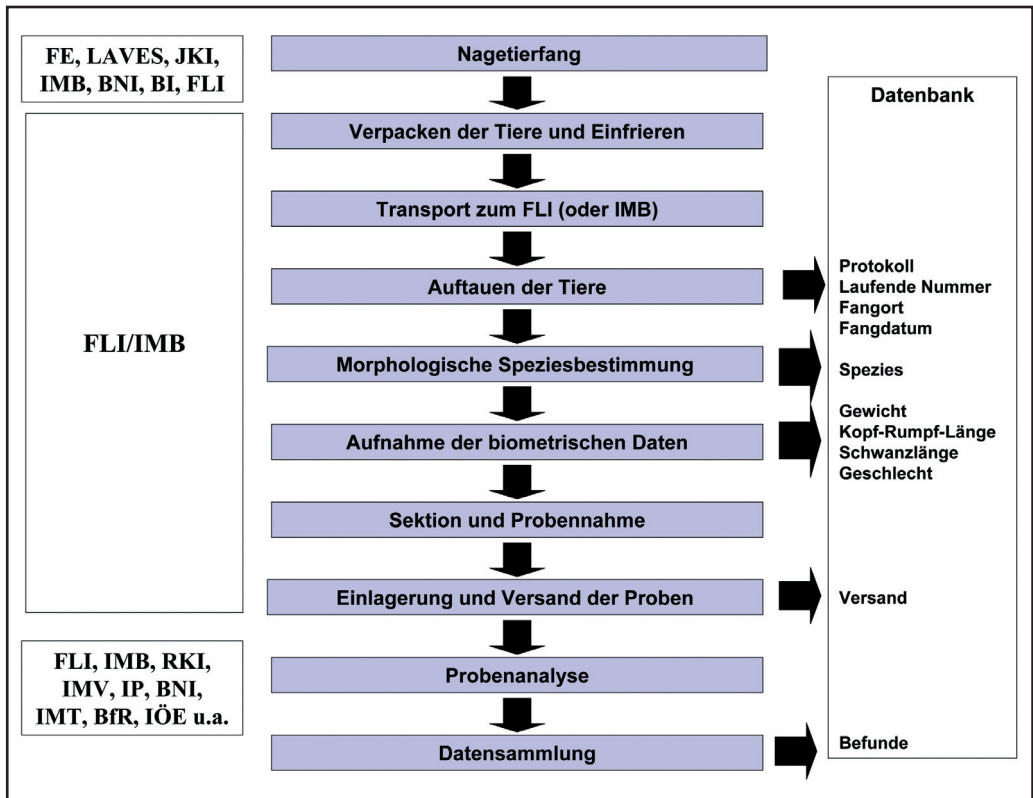 FE, LAVES, JKI,
IMB, BNI, BI, FLI
FLI/IMB
FLI, IMB, RKI,
IMV, IP, BNI,
IMT, BfR, IÖE u.a.
Nagetierfang
Verpacken der Tiere und Einfrieren
Transport zum FLI (oder IMB)
Auftauen der Tiere
Morphologische Speziesbestimmung
Aufnahme der biometrischen Daten
Sektion und Probennahme
Einlagerung und Versand der Proben
Probenanalyse
Datensammlung
Datenbank
Protokoll
Laufende Nummer
Fangort
Fangdatum
Spezies
Gewicht
Kopf-Rumpf-Länge
Schwanzlänge
Geschlecht
Versand
Befunde